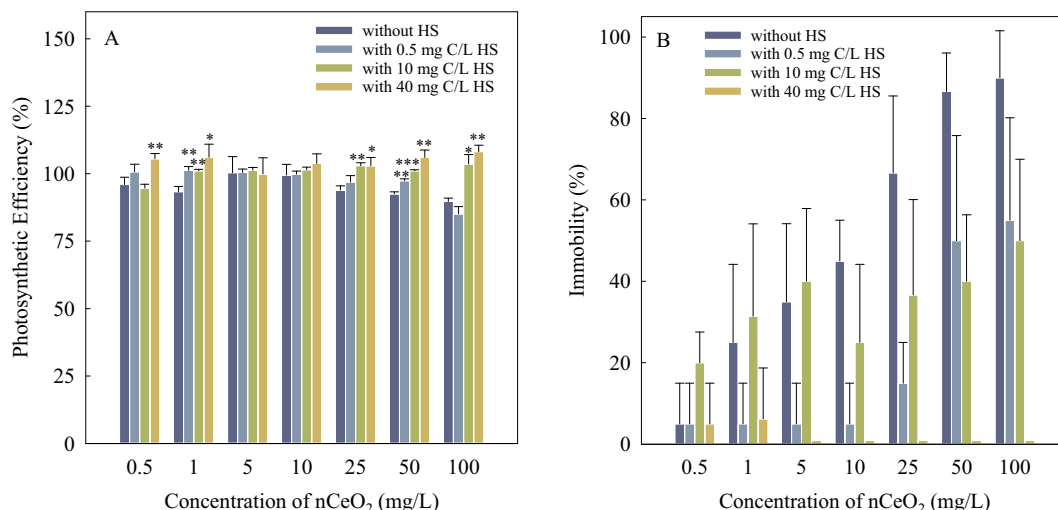 A
without HS
with 0.5 mg C/L HS
with 10 mg C/L HS
with 40 mg C/L HS
Photosynthetic Efficiency (%)
150
125
100
75
50
25
0
** ** ** * ** * ** *** ** * **
0.5 1 5 10 25 50 100
Concentration of nCeO₂ (mg/L)
B
without HS
with 0.5 mg C/L HS
with 10 mg C/L HS
with 40 mg C/L HS
Immobility (%)
100
80
60
40
20
0
0.5 1 5 10 25 50 100
Concentration of nCeO₂ (mg/L)